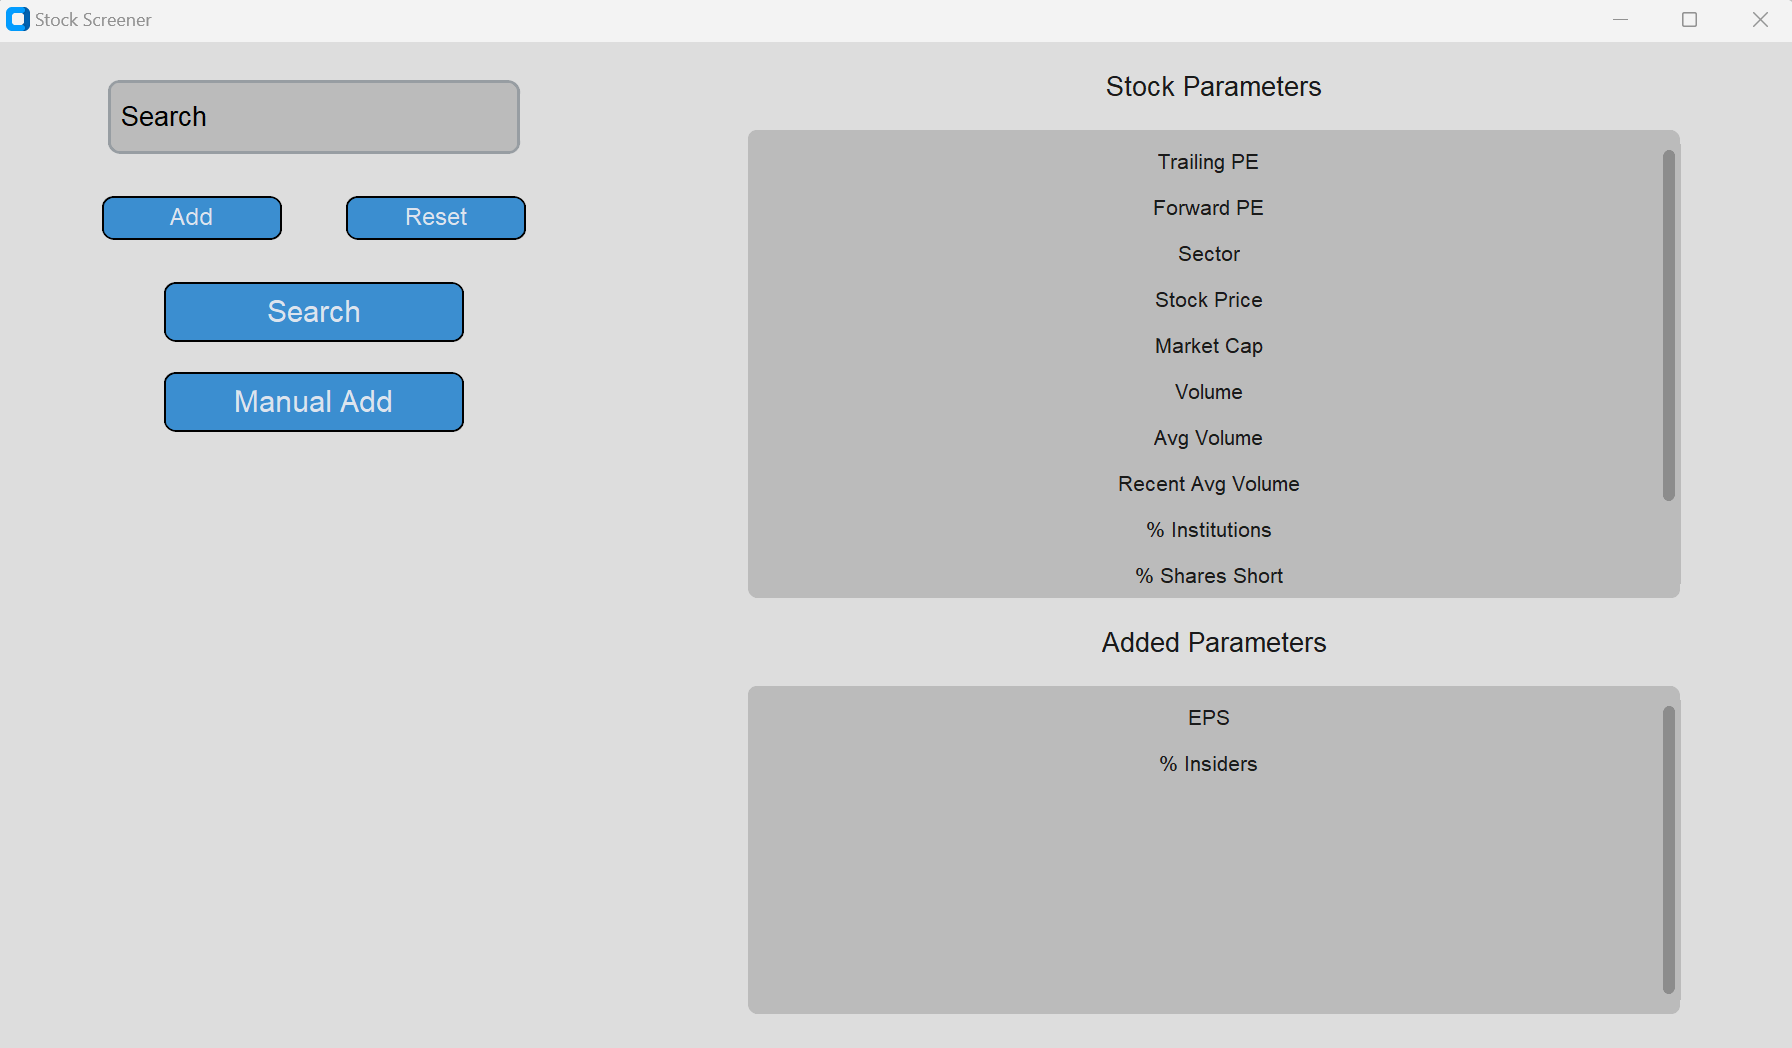 Stock Screener
Search
Add
Reset
Search
Manual Add
Stock Parameters
Trailing PE
Forward PE
Sector
Stock Price
Market Cap
Volume
Avg Volume
Recent Avg Volume
% Institutions
% Shares Short
Added Parameters
EPS
% Insiders